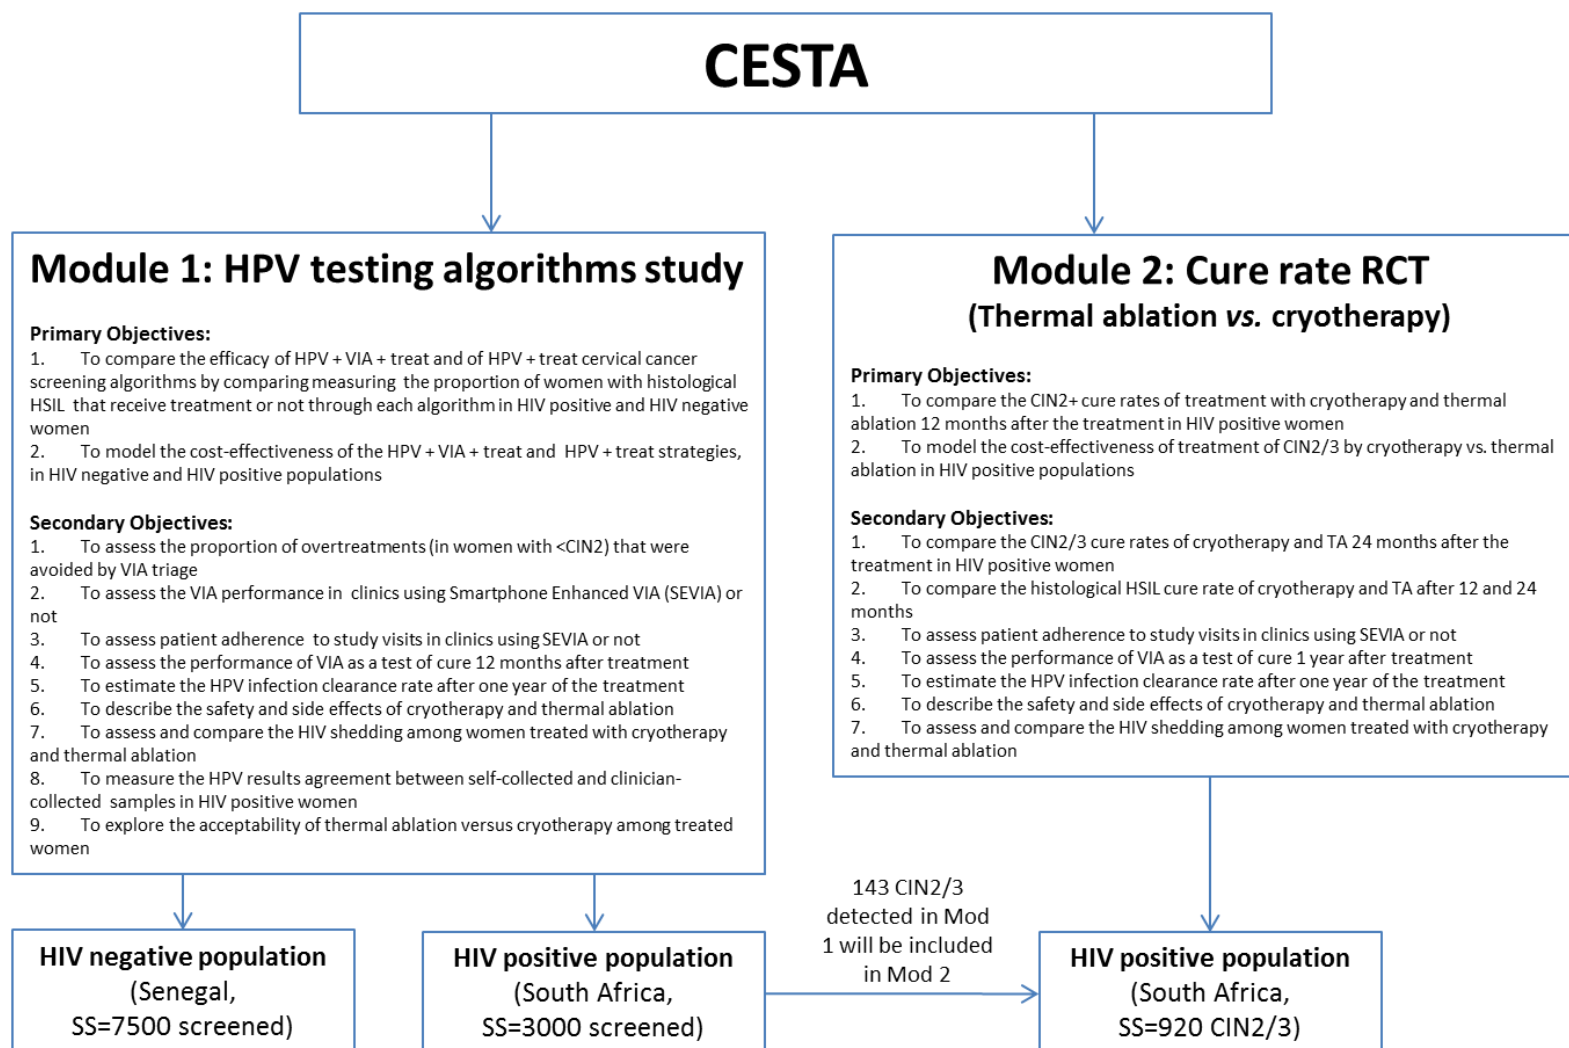 CESTA
Module 1: HPV testing algorithms study
Primary Objectives:
1. To compare the efficacy of HPV + VIA + treat and of HPV + treat cervical cancer
screening algorithms by comparing measuring the proportion of women with histological
HSIL that receive treatment or not through each algorithm in HIV positive and HIV negative
women
2. To model the cost-effectiveness of the HPV + VIA + treat and HPV + treat strategies,
in HIV negative and HIV positive populations
Secondary Objectives:
1. To assess the proportion of overtreatments (in women with <CIN2) that were
avoided by VIA triage
2. To assess the VIA performance in clinics using Smartphone Enhanced VIA (SEVIA) or
not
3. To assess patient adherence to study visits in clinics using SEVIA or not
4. To assess the performance of VIA as a test of cure 12 months after treatment
5. To estimate the HPV infection clearance rate after one year of the treatment
6. To describe the safety and side effects of cryotherapy and thermal ablation
7. To assess and compare the HIV shedding among women treated with cryotherapy
and thermal ablation
8. To measure the HPV results agreement between self-collected and clinician-
collected samples in HIV positive women
9. To explore the acceptability of thermal ablation versus cryotherapy among treated
women
Module 2: Cure rate RCT
(Thermal ablation vs. cryotherapy)
Primary Objectives:
1. To compare the CIN2+ cure rates of treatment with cryotherapy and thermal
ablation 12 months after the treatment in HIV positive women
2. To model the cost-effectiveness of treatment of CIN2/3 by cryotherapy vs. thermal
ablation in HIV positive populations
Secondary Objectives:
1. To compare the CIN2/3 cure rates of cryotherapy and TA 24 months after the
treatment in HIV positive women
2. To compare the histological HSIL cure rate of cryotherapy and TA after 12 and 24
months
3. To assess patient adherence to study visits in clinics using SEVIA or not
4. To assess the performance of VIA as a test of cure 1 year after treatment
5. To estimate the HPV infection clearance rate after one year of the treatment
6. To describe the safety and side effects of cryotherapy and thermal ablation
7. To assess and compare the HIV shedding among women treated with cryotherapy
and thermal ablation
HIV negative population
(Senegal,
SS=7500 screened)
HIV positive population
(South Africa,
SS=3000 screened)
143 CIN2/3
detected in Mod
1 will be included
in Mod 2
HIV positive population
(South Africa,
SS=920 CIN2/3)